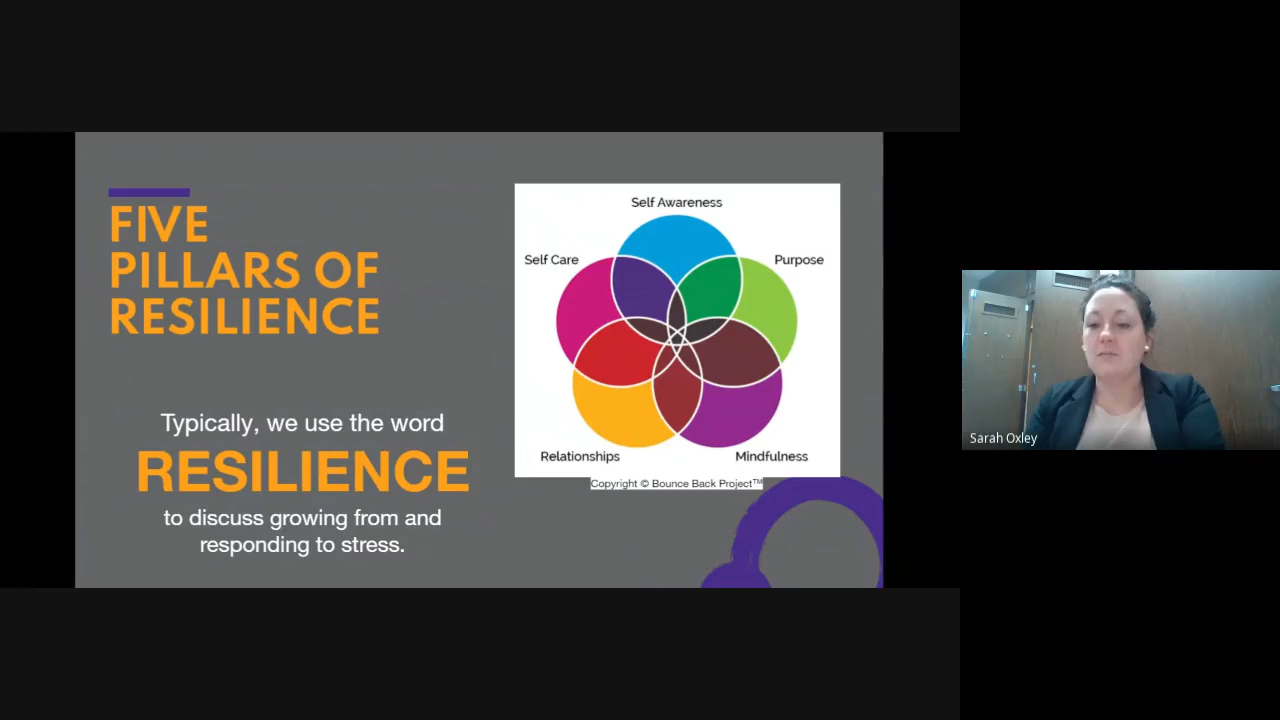 FIVE
PILLARS OF
RESILIENCE
Typically, we use the word
RESILIENCE
to discuss growing from and
responding to stress.
Self Awareness
Self Care
Purpose
Relationships
Mindfulness
Copyright © Bounce Back Project™
Sarah Oxley